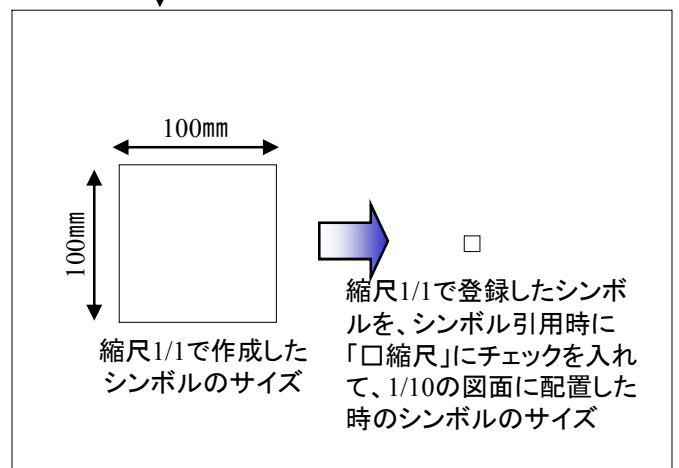 100㎜
100㎜
縮尺1/1で作成した
シンボルのサイズ
縮尺1/1で登録したシンボ
ルを、シンボル引用時に
「□縮尺」にチェックを入れ
て、1/10の図面に配置した
時のシンボルのサイズ